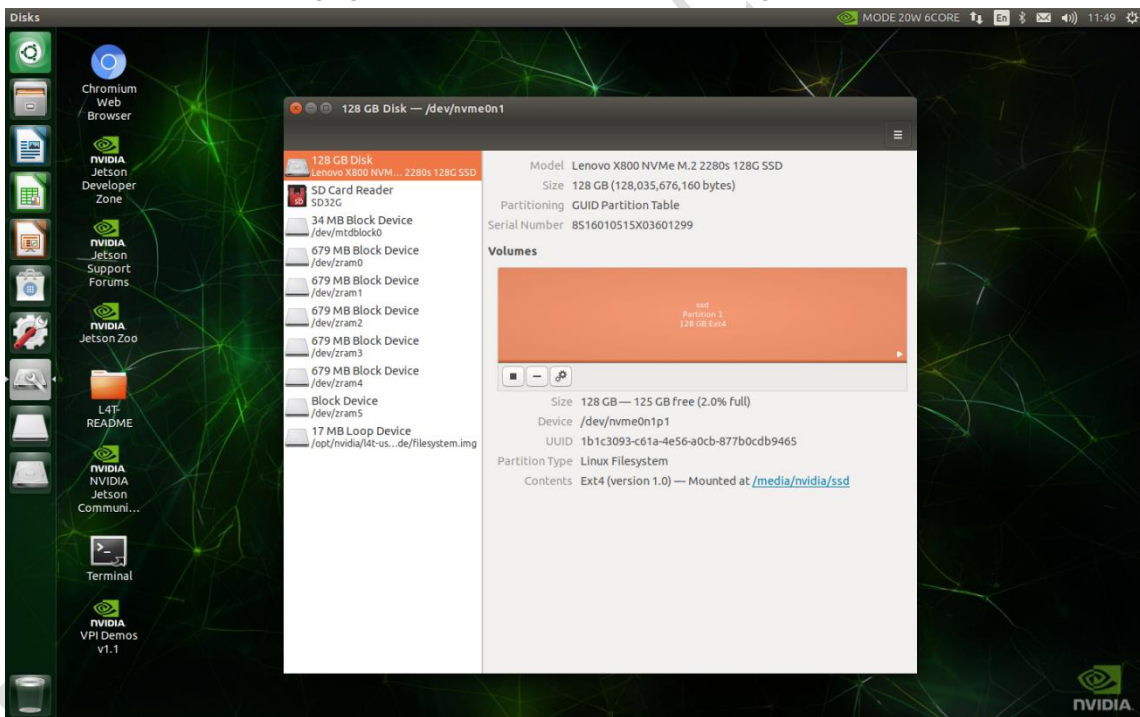 Disks
MODE 20W 6CORE
En
11:49
Chromium
Web
Browser
NVIDIA
Jetson
Developer
Zone
NVIDIA
Jetson
Support
Forums
NVIDIA
Jetson Zoo
L4T-
README
NVIDIA
NVIDIA
Jetson
Communi...
Terminal
NVIDIA
VPI Demos
v1.1
128 GB Disk — /dev/nvme0n1
128 GB Disk
Lenovo X800 NVM... 2280s 128G SSD
SD Card Reader
SD32G
34 MB Block Device
/dev/mtdblock0
679 MB Block Device
/dev/zram0
679 MB Block Device
/dev/zram1
679 MB Block Device
/dev/zram2
679 MB Block Device
/dev/zram3
679 MB Block Device
/dev/zram4
Block Device
/dev/zram5
17 MB Loop Device
/opt/nvidia/l4t-us...de/filesystem.img
Model Lenovo X800 NVMe M.2 2280s 128G SSD
Size 128 GB (128,035,676,160 bytes)
Partitioning GUID Partition Table
Serial Number 8S16010515X03601299
Volumes
ssd
Partition 1
128 GB Ext4
Size 128 GB — 125 GB free (2.0% full)
Device /dev/nvme0n1p1
UUID 1b1c3093-c61a-4e56-a0cb-877b0cdb9465
Partition Type Linux Filesystem
Contents Ext4 (version 1.0) — Mounted at /media/nvidia/ssd
NVIDIA.